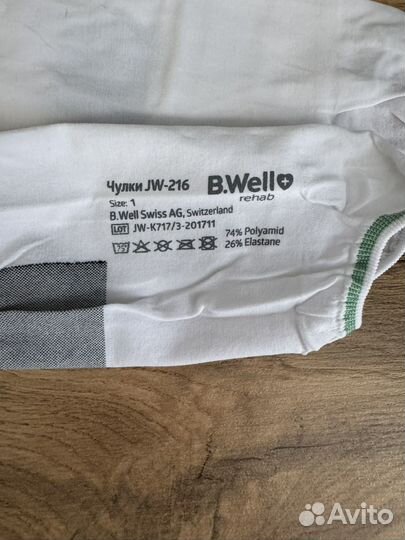 Чулки JW-216
B.Well
rehab
Size: 1
B.Well Swiss AG, Switzerland
LOT JW-K717/3-201711
74% Polyamid
26% Elastane
Avito